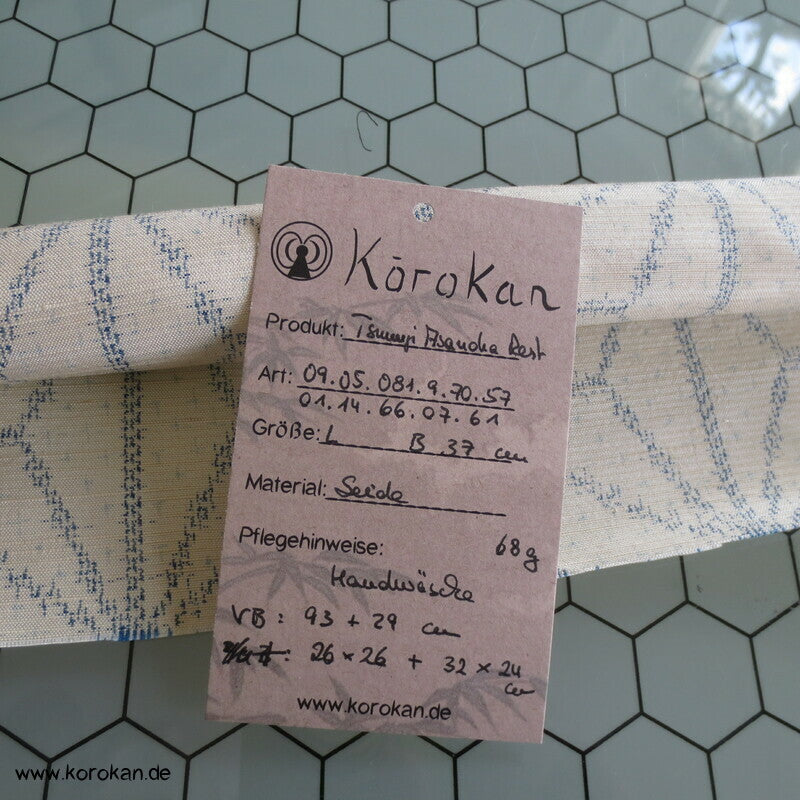 Kōrokan
Produkt: Tsumugi Asanoha Rest
Art: 09.05.081.9.70.57
01.14.66.07.61
Größe: L B 37 cm
Material: Seide
Pflegehinweise: 68g
Handwäsche
VB: 93 + 29 cm
26 × 26 + 32 × 24
cm
www.korokan.de
www.korokan.de